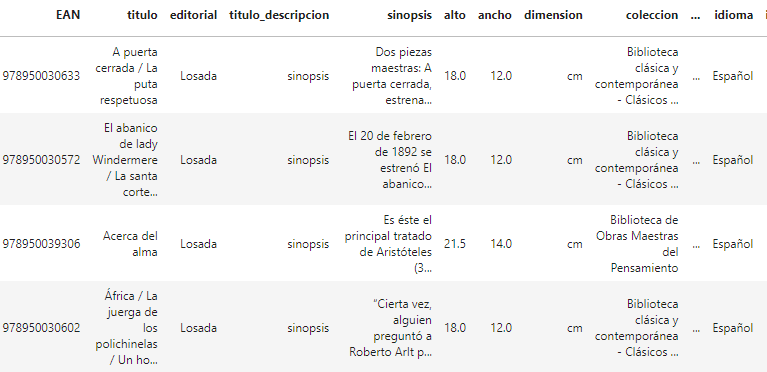 EAN titulo editorial titulo_descripcion sinopsis alto ancho dimension coleccion ... idioma
A puerta
cerrada / La
puta
respetuosa
978950030633 Losada sinopsis
Dos piezas
maestras: A
puerta cerrada,
estrena...
18.0 12.0 cm
Biblioteca
clásica y
contemporánea
- Clásicos ...
... Español
El abanico
de lady
Windermere
/ La santa
corte...
978950030572 Losada sinopsis
El 20 de febrero
de 1892 se
estrenó El
abanico...
18.0 12.0 cm
Biblioteca
clásica y
contemporánea
- Clásicos ...
... Español
978950039306
Acerca del
alma
Losada sinopsis
Es éste el
principal tratado
de Aristóteles
(3...
21.5 14.0 cm
Biblioteca de
Obras Maestras
del
Pensamiento
... Español
978950030602
África / La
juerga de
los
polichinelas
/ Un ho...
Losada sinopsis
“Cierta vez,
alguien
preguntó a
Roberto Arlt p...
18.0 12.0 cm
Biblioteca
clásica y
contemporánea
- Clásicos ...
... Español